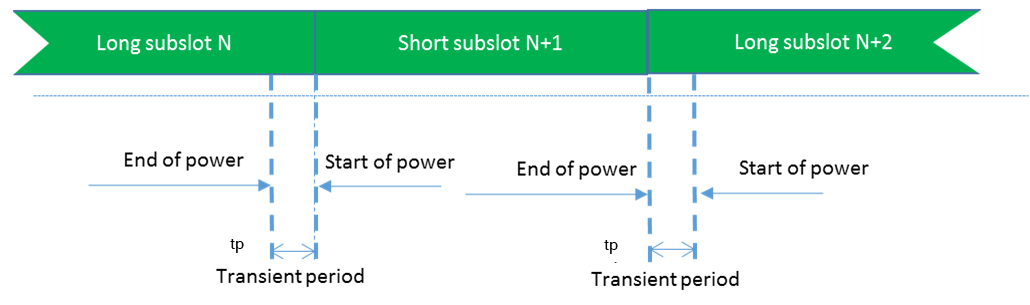 Long subslot N
Short subslot N+1
Long subslot N+2
End of power
Start of power
End of power
Start of power
tp
tp
Transient period
Transient period